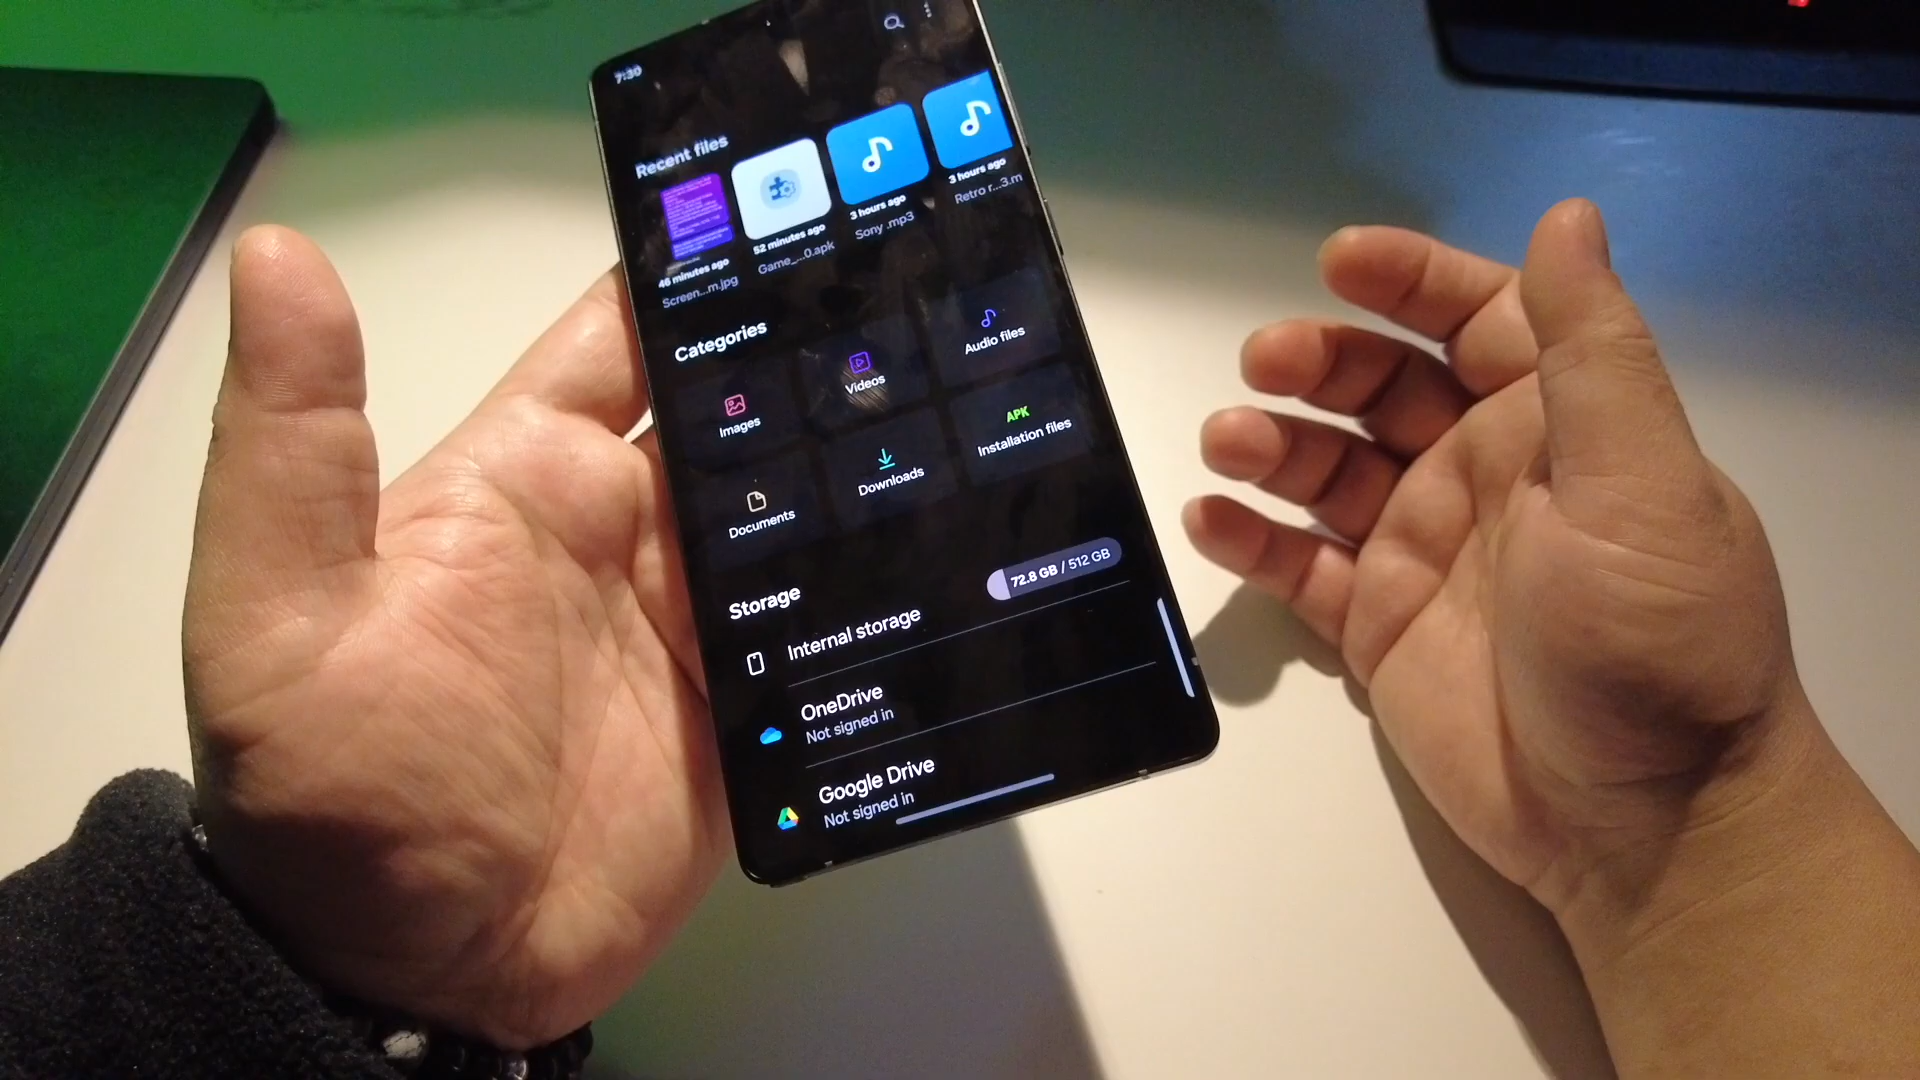 7:30
Recent files
46 minutes ago
Screen...m.jpg
52 minutes ago
Game_...0.apk
3 hours ago
Sony .mp3
3 hours ago
Retro r...3.m
Categories
Images
Videos
Audio files
Documents
Downloads
APK
Installation files
Storage
72.8 GB / 512 GB
Internal storage
OneDrive
Not signed in
Google Drive
Not signed in